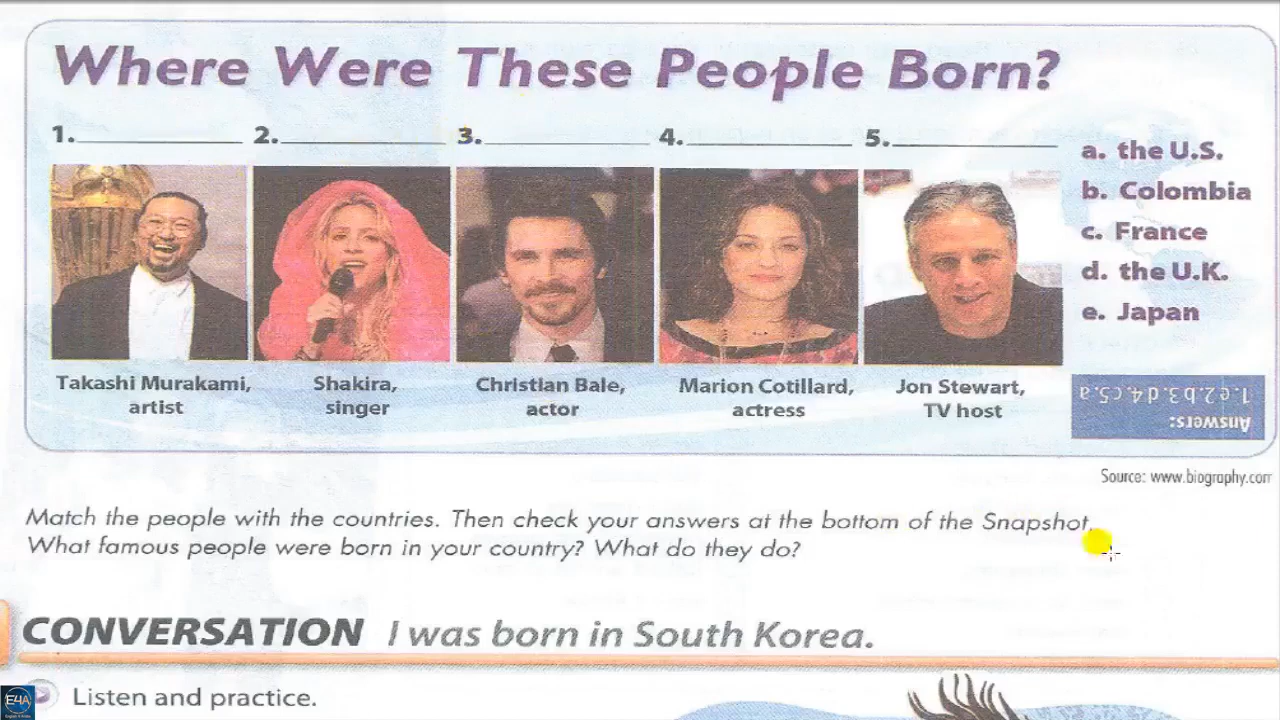 Where Were These People Born?
1.
2.
3.
4.
5.
a. the U.S.
b. Colombia
c. France
d. the U.K.
e. Japan
Takashi Murakami,
artist
Shakira,
singer
Christian Bale,
actor
Marion Cotillard,
actress
Jon Stewart,
TV host
Answers:
1. e 2. b 3. d 4. c 5. a
Source: www.biography.com
Match the people with the countries. Then check your answers at the bottom of the Snapshot.
What famous people were born in your country? What do they do?
CONVERSATION I was born in South Korea.
E4A
Listen and practice.